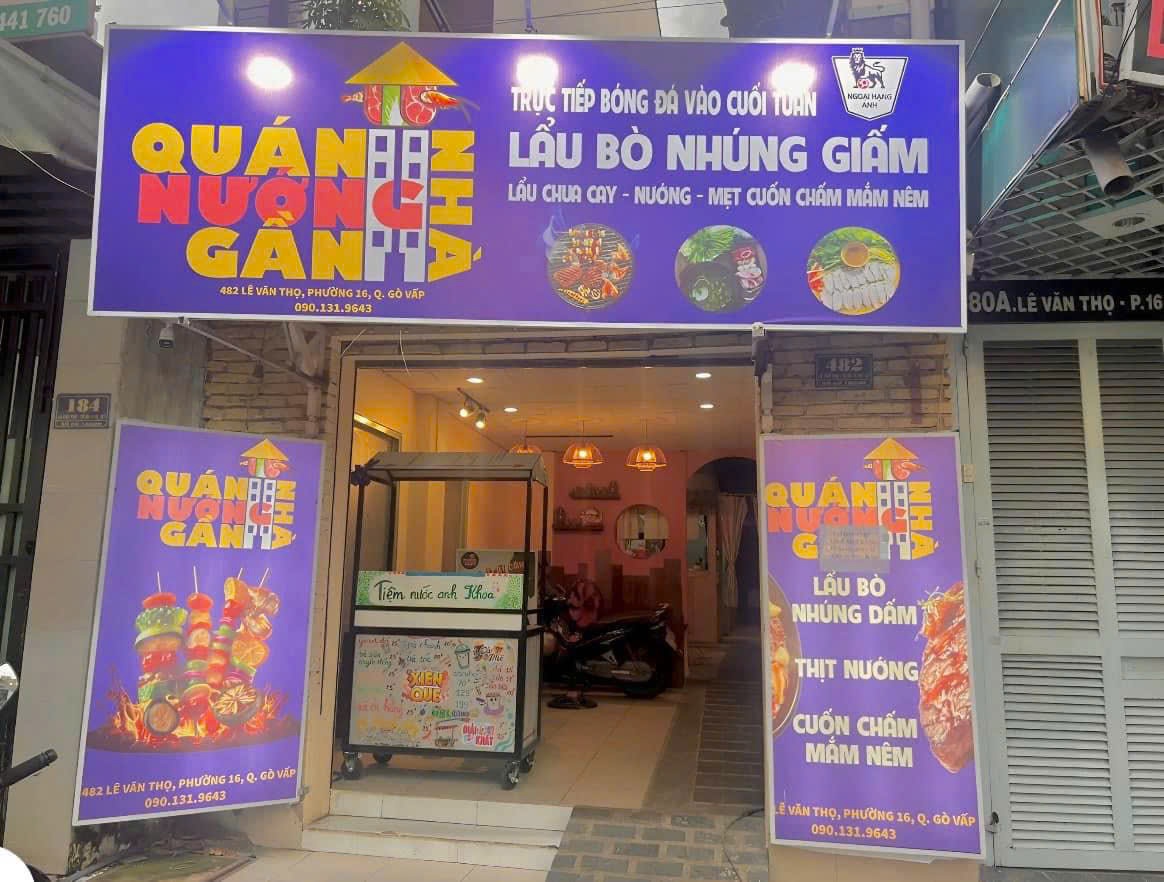 441 760
QUÁN NHÀ
NƯỚNG
GẦN
482 LÊ VĂN THỌ, PHƯỜNG 16, Q. GÒ VẤP
090.131.9643
TRỰC TIẾP BÓNG ĐÁ VÀO CUỐI TUẦN
NGOẠI HẠNG
ANH
LẨU BÒ NHÚNG GIẤM
LẨU CHUA CAY - NƯỚNG - MẸT CUỐN CHẤM MẮM NÊM
80A.LÊ VĂN THỌ - P.16
184
482
QUÁN NHÀ
NƯỚNG
GẦN
482 LÊ VĂN THỌ, PHƯỜNG 16, Q. GÒ VẤP
090.131.9643
Tiệm nước anh Khoa
XIÊN
QUE
QUÁN NHÀ
NƯỚNG
LẨU BÒ
NHÚNG DẤM
THỊT NƯỚNG
CUỐN CHẤM
MẮM NÊM
LÊ VĂN THỌ, PHƯỜNG 16, Q. GÒ VẤP
090.131.9643